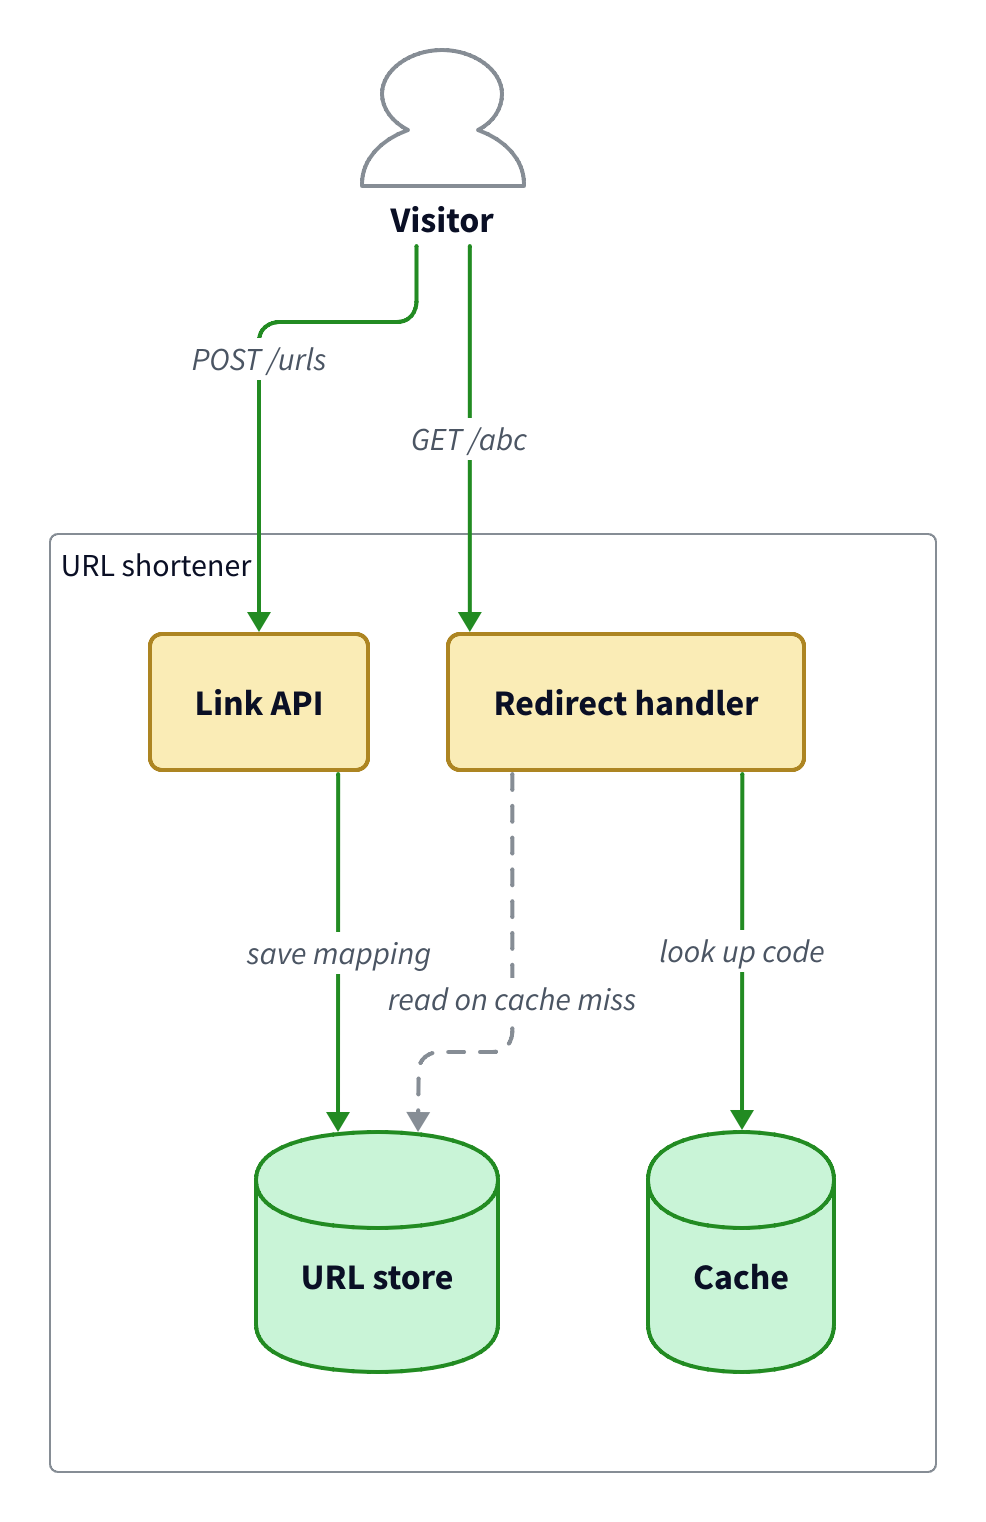 Visitor
POST /urls
GET /abc
URL shortener
Link API
Redirect handler
save mapping
look up code
read on cache miss
URL store
Cache